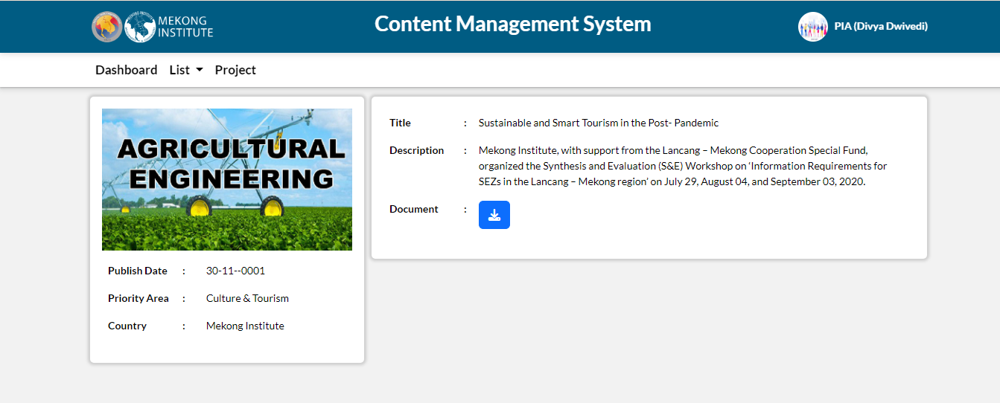 MEKONG INSTITUTE
MEKONG
INSTITUTE
Content Management System
PIA (Divya Dwivedi)
Dashboard List Project
AGRICULTURAL
ENGINEERING
Publish Date : 30-11--0001
Priority Area : Culture & Tourism
Country : Mekong Institute
Title : Sustainable and Smart Tourism in the Post- Pandemic
Description : Mekong Institute, with support from the Lancang – Mekong Cooperation Special Fund,
organized the Synthesis and Evaluation (S&E) Workshop on ‘Information Requirements for
SEZs in the Lancang – Mekong region’ on July 29, August 04, and September 03, 2020.
Document :